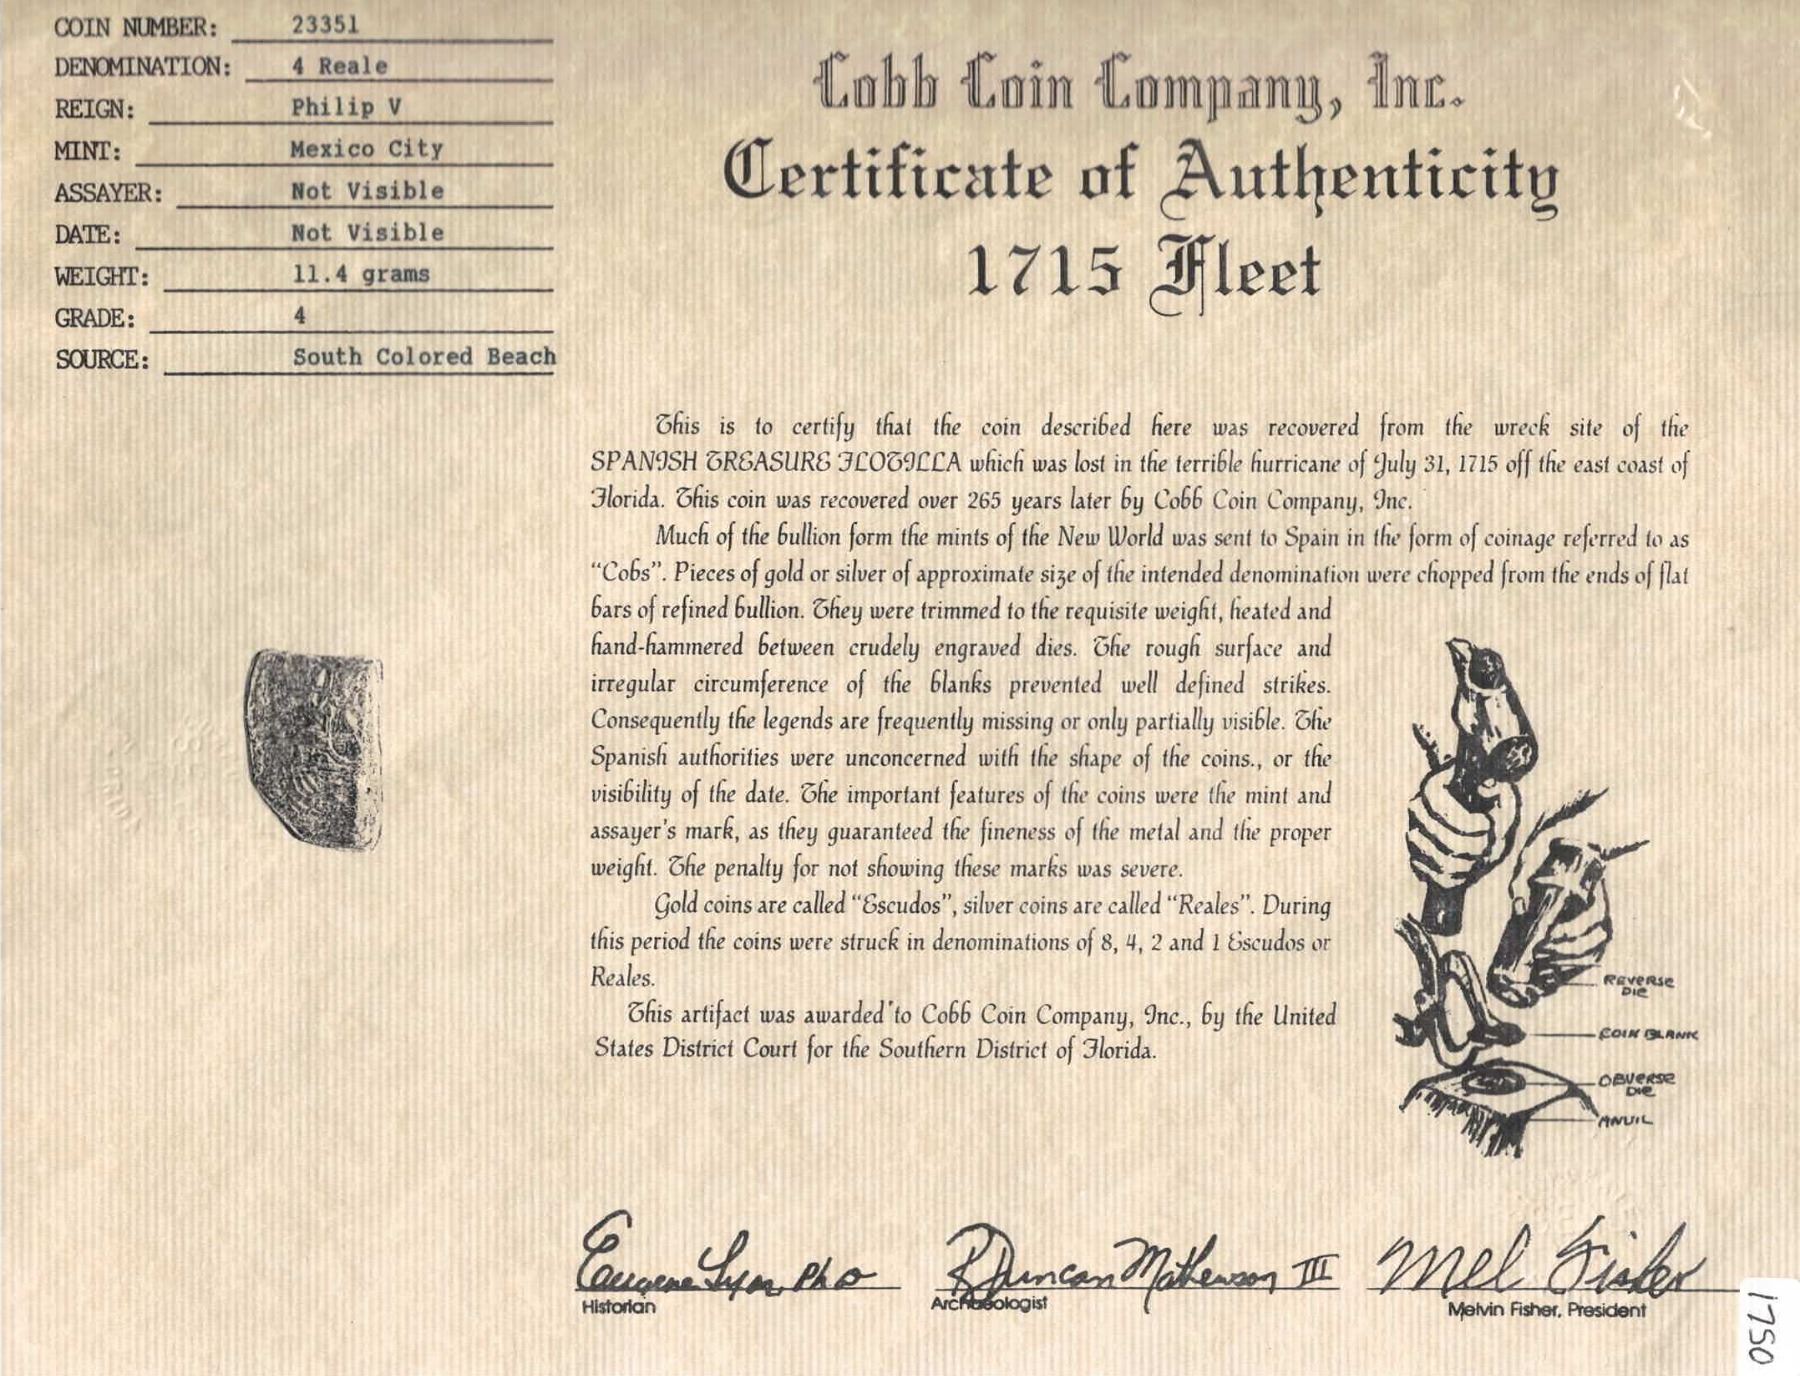 COIN NUMBER: 23351
DENOMINATION: 4 Reale
REIGN: Philip V
MINT: Mexico City
ASSAYER: Not Visible
DATE: Not Visible
WEIGHT: 11.4 grams
GRADE: 4
SOURCE: South Colored Beach
Cobb Coin Company, Inc.
Certificate of Authenticity
1715 Fleet
This is to certify that the coin described here was recovered from the wreck site of the
SPANISH TREASURE FLOTILLA which was lost in the terrible hurricane of July 31, 1715 off the east coast of
Florida. This coin was recovered over 265 years later by Cobb Coin Company, Inc.
Much of the bullion form the mints of the New World was sent to Spain in the form of coinage referred to as
"Cobs". Pieces of gold or silver of approximate size of the intended denomination were chopped from the ends of flat
bars of refined bullion. They were trimmed to the requisite weight, heated and
hand-hammered between crudely engraved dies. The rough surface and
irregular circumference of the blanks prevented well defined strikes.
Consequently the legends are frequently missing or only partially visible. The
Spanish authorities were unconcerned with the shape of the coins., or the
visibility of the date. The important features of the coins were the mint and
assayer's mark, as they guaranteed the fineness of the metal and the proper
weight. The penalty for not showing these marks was severe.
Gold coins are called "Escudos", silver coins are called "Reales". During
this period the coins were struck in denominations of 8, 4, 2 and 1 Escudos or
Reales.
This artifact was awarded to Cobb Coin Company, Inc., by the United
States District Court for the Southern District of Florida.
REVERSE
DIE
COIN BLANK
OBVERSE
DIE
ANVIL
Eugene Lyon PhD
Historian
R Duncan Mathewson III
Archaeologist
Mel Fisher
Melvin Fisher, President
1750